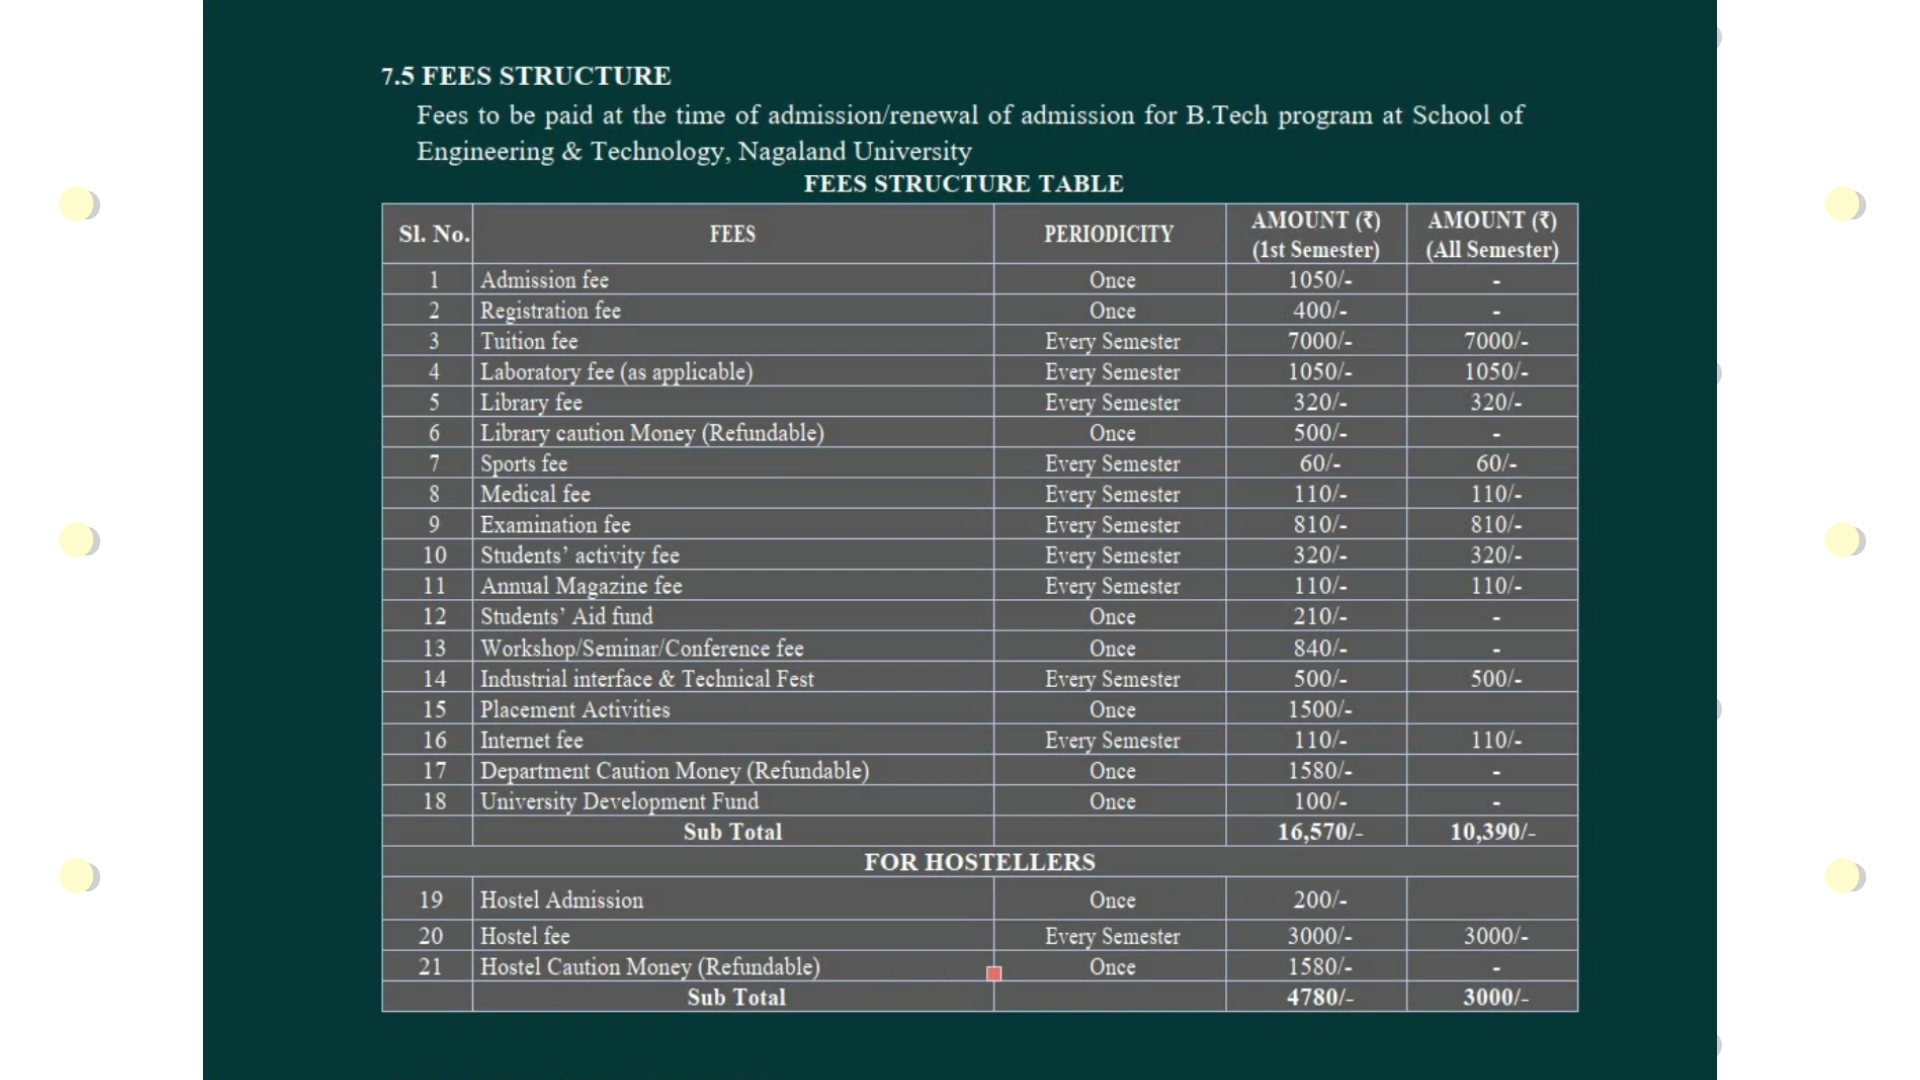 7.5 FEES STRUCTURE
Fees to be paid at the time of admission/renewal of admission for B.Tech program at School of
Engineering & Technology, Nagaland University
FEES STRUCTURE TABLE
Sl. No. FEES PERIODICITY AMOUNT (₹) (1st Semester) AMOUNT (₹) (All Semester)
1 Admission fee Once 1050/- -
2 Registration fee Once 400/- -
3 Tuition fee Every Semester 7000/- 7000/-
4 Laboratory fee (as applicable) Every Semester 1050/- 1050/-
5 Library fee Every Semester 320/- 320/-
6 Library caution Money (Refundable) Once 500/- -
7 Sports fee Every Semester 60/- 60/-
8 Medical fee Every Semester 110/- 110/-
9 Examination fee Every Semester 810/- 810/-
10 Students’ activity fee Every Semester 320/- 320/-
11 Annual Magazine fee Every Semester 110/- 110/-
12 Students’ Aid fund Once 210/- -
13 Workshop/Seminar/Conference fee Once 840/- -
14 Industrial interface & Technical Fest Every Semester 500/- 500/-
15 Placement Activities Once 1500/-
16 Internet fee Every Semester 110/- 110/-
17 Department Caution Money (Refundable) Once 1580/- -
18 University Development Fund Once 100/- -
Sub Total 16,570/- 10,390/-
FOR HOSTELLERS
19 Hostel Admission Once 200/-
20 Hostel fee Every Semester 3000/- 3000/-
21 Hostel Caution Money (Refundable) Once 1580/- -
Sub Total 4780/- 3000/-